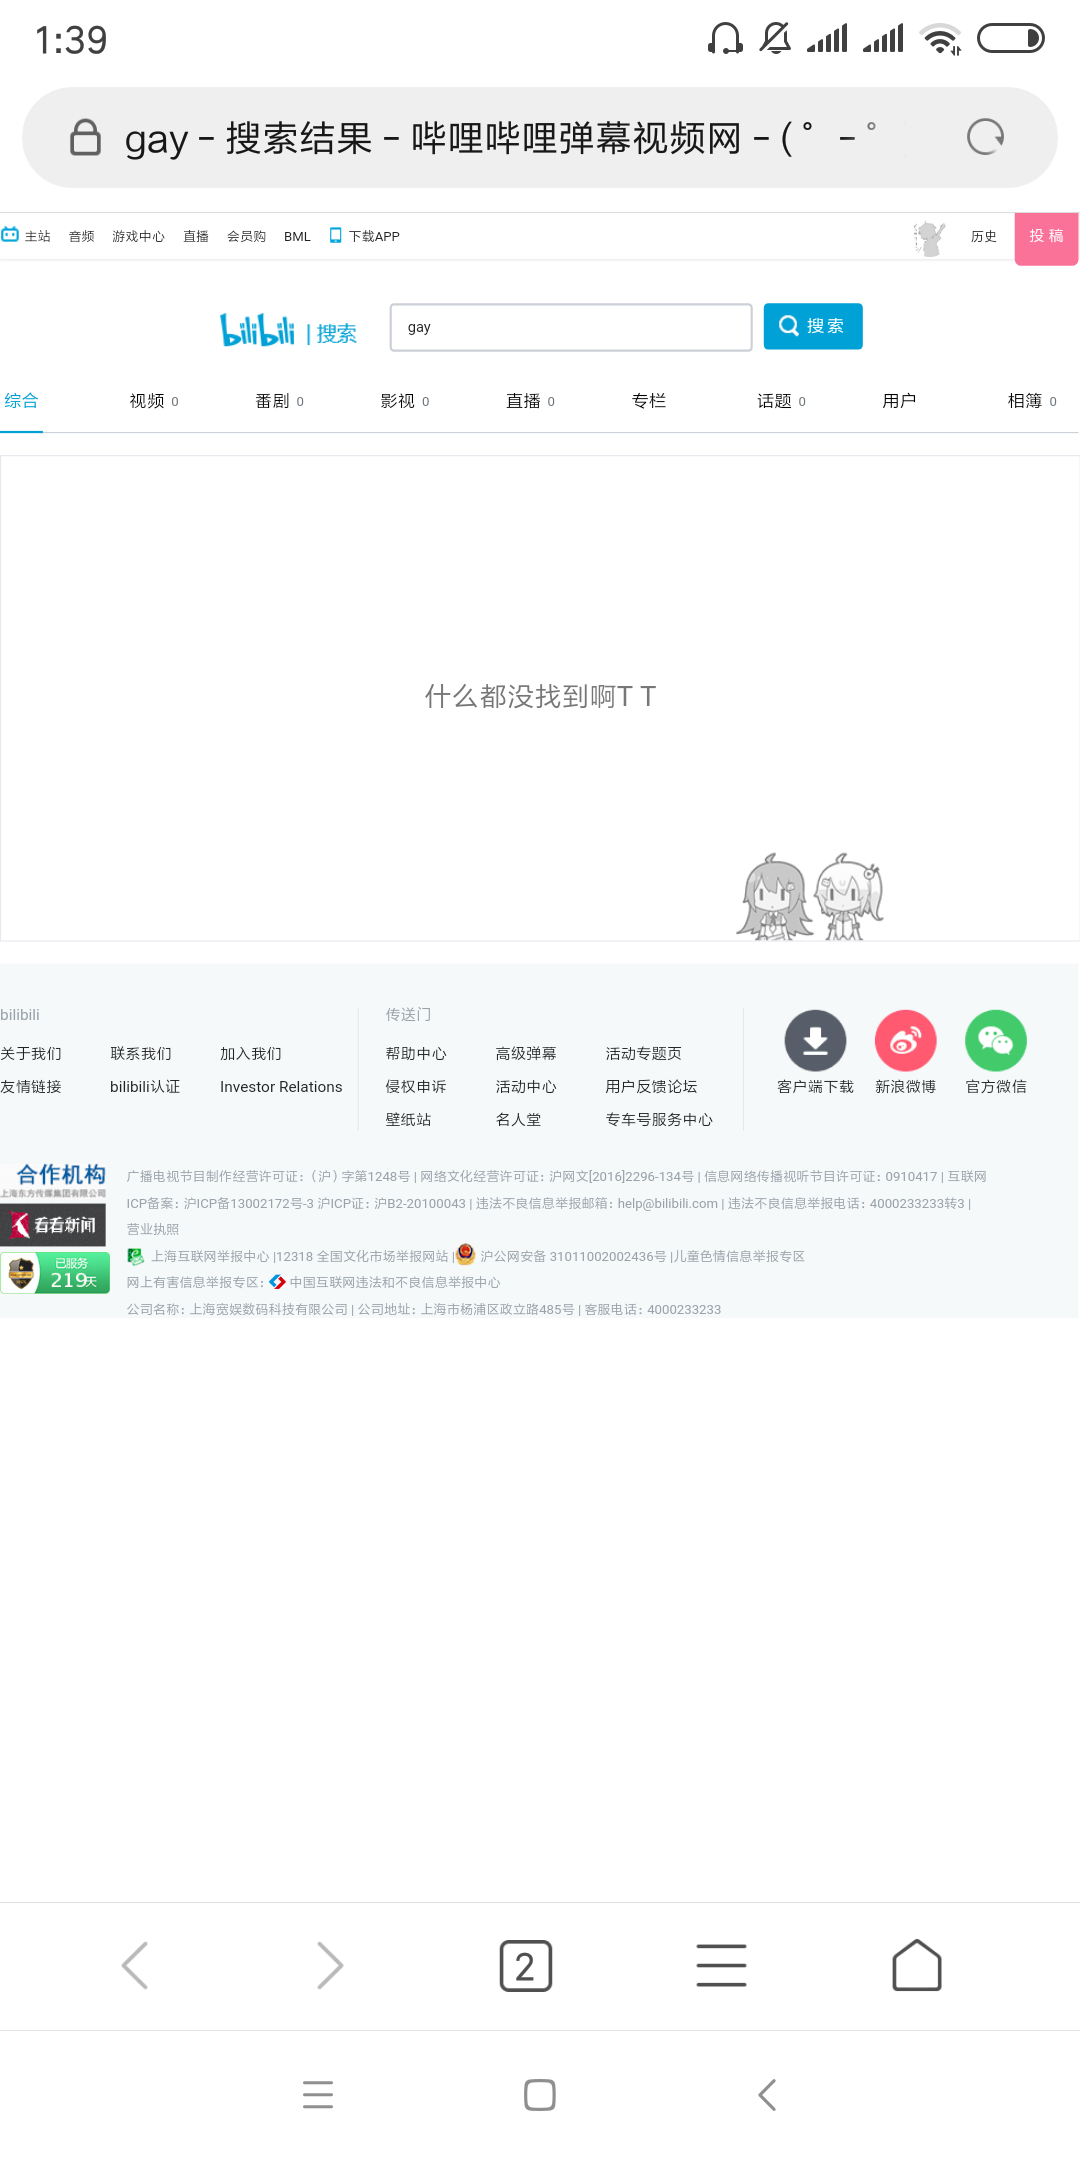 1:39
gay - 搜索结果 - 哔哩哔哩弹幕视频网 - ( ゜ - ゜
主站 音频 游戏中心 直播 会员购 BML 下载APP 历史 投 稿
bilibili | 搜索 gay 搜索
综合 视频 0 番剧 0 影视 0 直播 0 专栏 话题 0 用户 相簿 0
什么都没找到啊T T
bilibili 传送门
关于我们 联系我们 加入我们 帮助中心 高级弹幕 活动专题页
友情链接 bilibili认证 Investor Relations 侵权申诉 活动中心 用户反馈论坛 客户端下载 新浪微博 官方微信
壁纸站 名人堂 专车号服务中心
合作机构
上海东方传媒集团有限公司
看看新闻
已服务
219天
广播电视节目制作经营许可证：（沪）字第1248号 | 网络文化经营许可证：沪网文[2016]2296-134号 | 信息网络传播视听节目许可证：0910417 | 互联网
ICP备案：沪ICP备13002172号-3 沪ICP证：沪B2-20100043 | 违法不良信息举报邮箱：help@bilibili.com | 违法不良信息举报电话：4000233233转3 |
营业执照
上海互联网举报中心 |12318 全国文化市场举报网站 | 沪公网安备 31011002002436号 |儿童色情信息举报专区
网上有害信息举报专区： 中国互联网违法和不良信息举报中心
公司名称：上海宽娱数码科技有限公司 | 公司地址：上海市杨浦区政立路485号 | 客服电话：4000233233
2